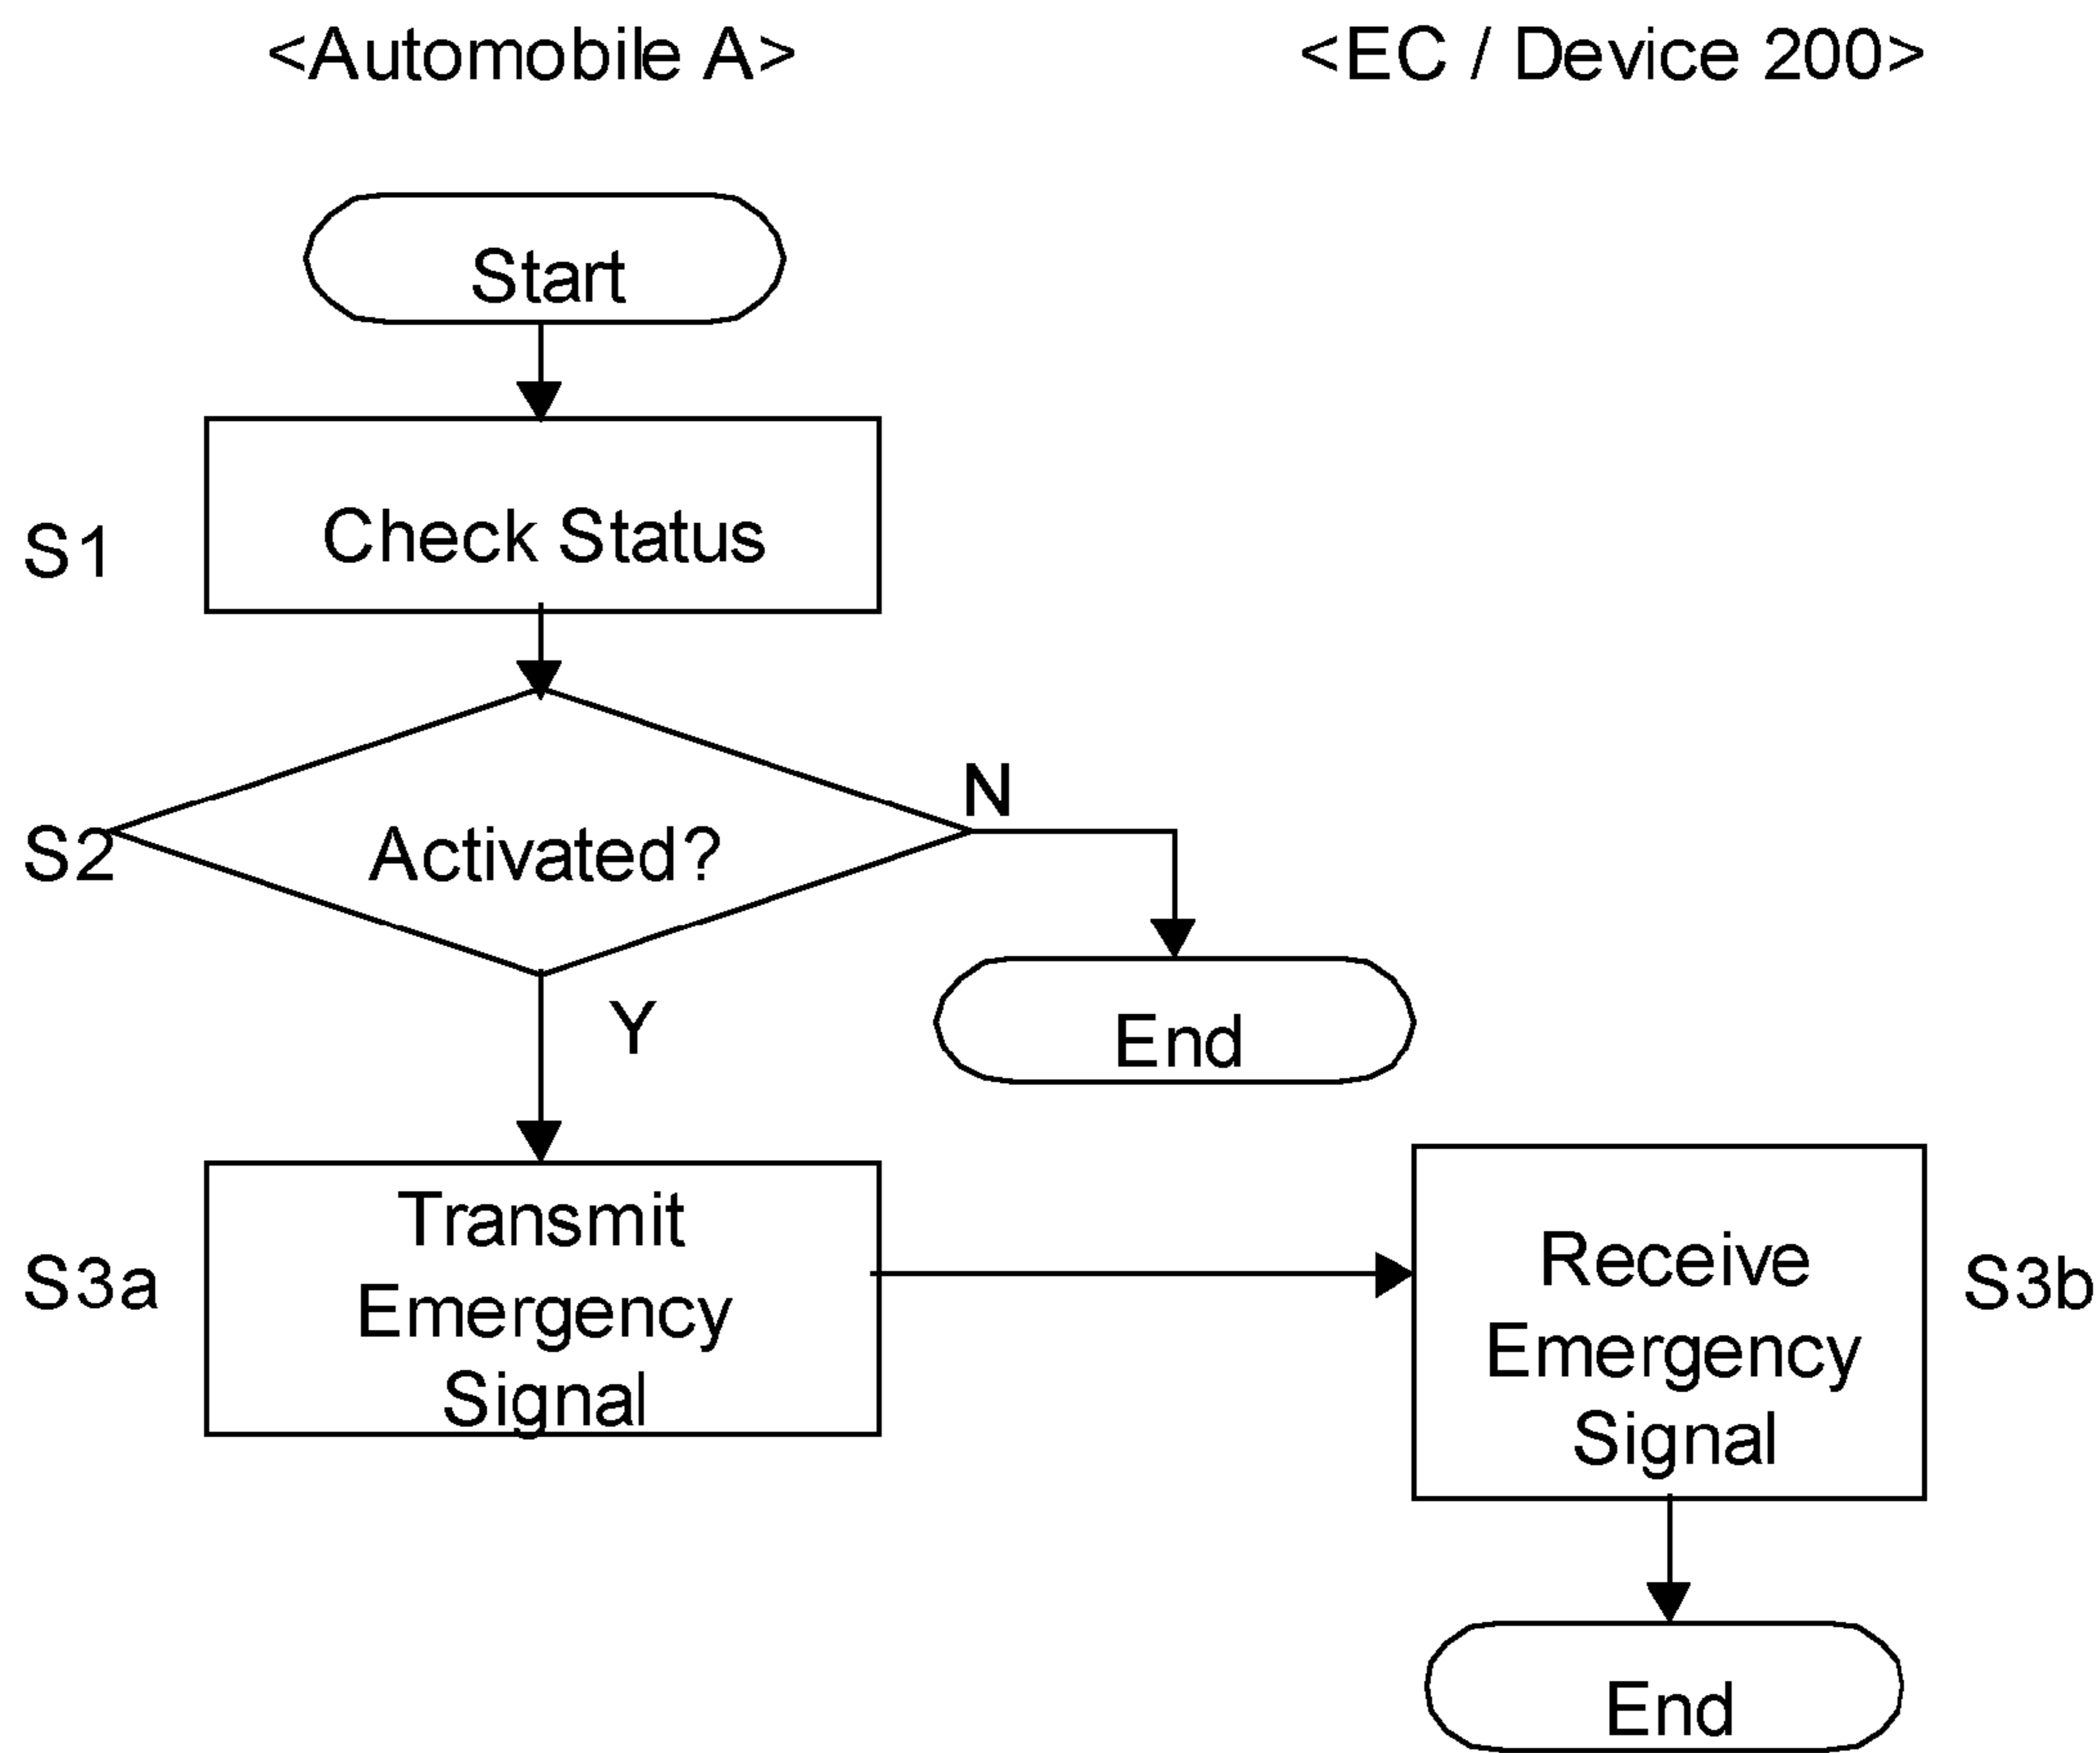 <Automobile A>
<EC / Device 200>
Start
S1
Check Status
S2
Activated?
N
End
Y
S3a
Transmit
Emergency
Signal
Receive
Emergency
Signal
S3b
End